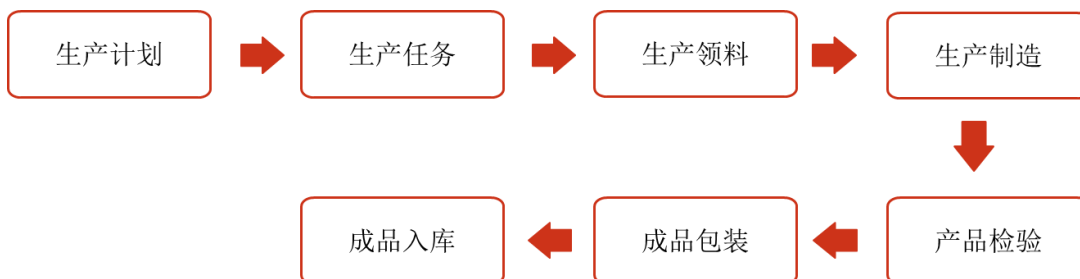 生产计划
生产任务
生产领料
生产制造
产品检验
成品包装
成品入库